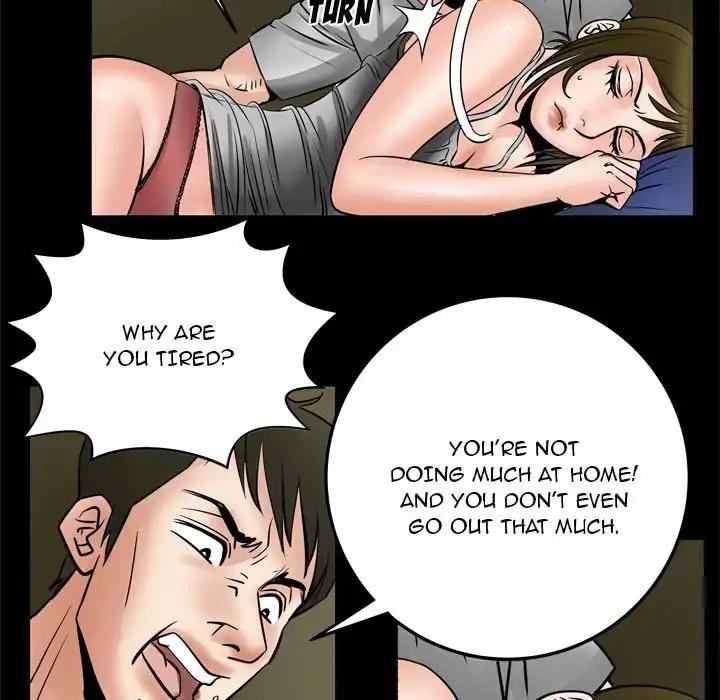 TURN
WHY ARE
YOU TIRED?
YOU'RE NOT
DOING MUCH AT HOME!
AND YOU DON'T EVEN
GO OUT THAT MUCH.